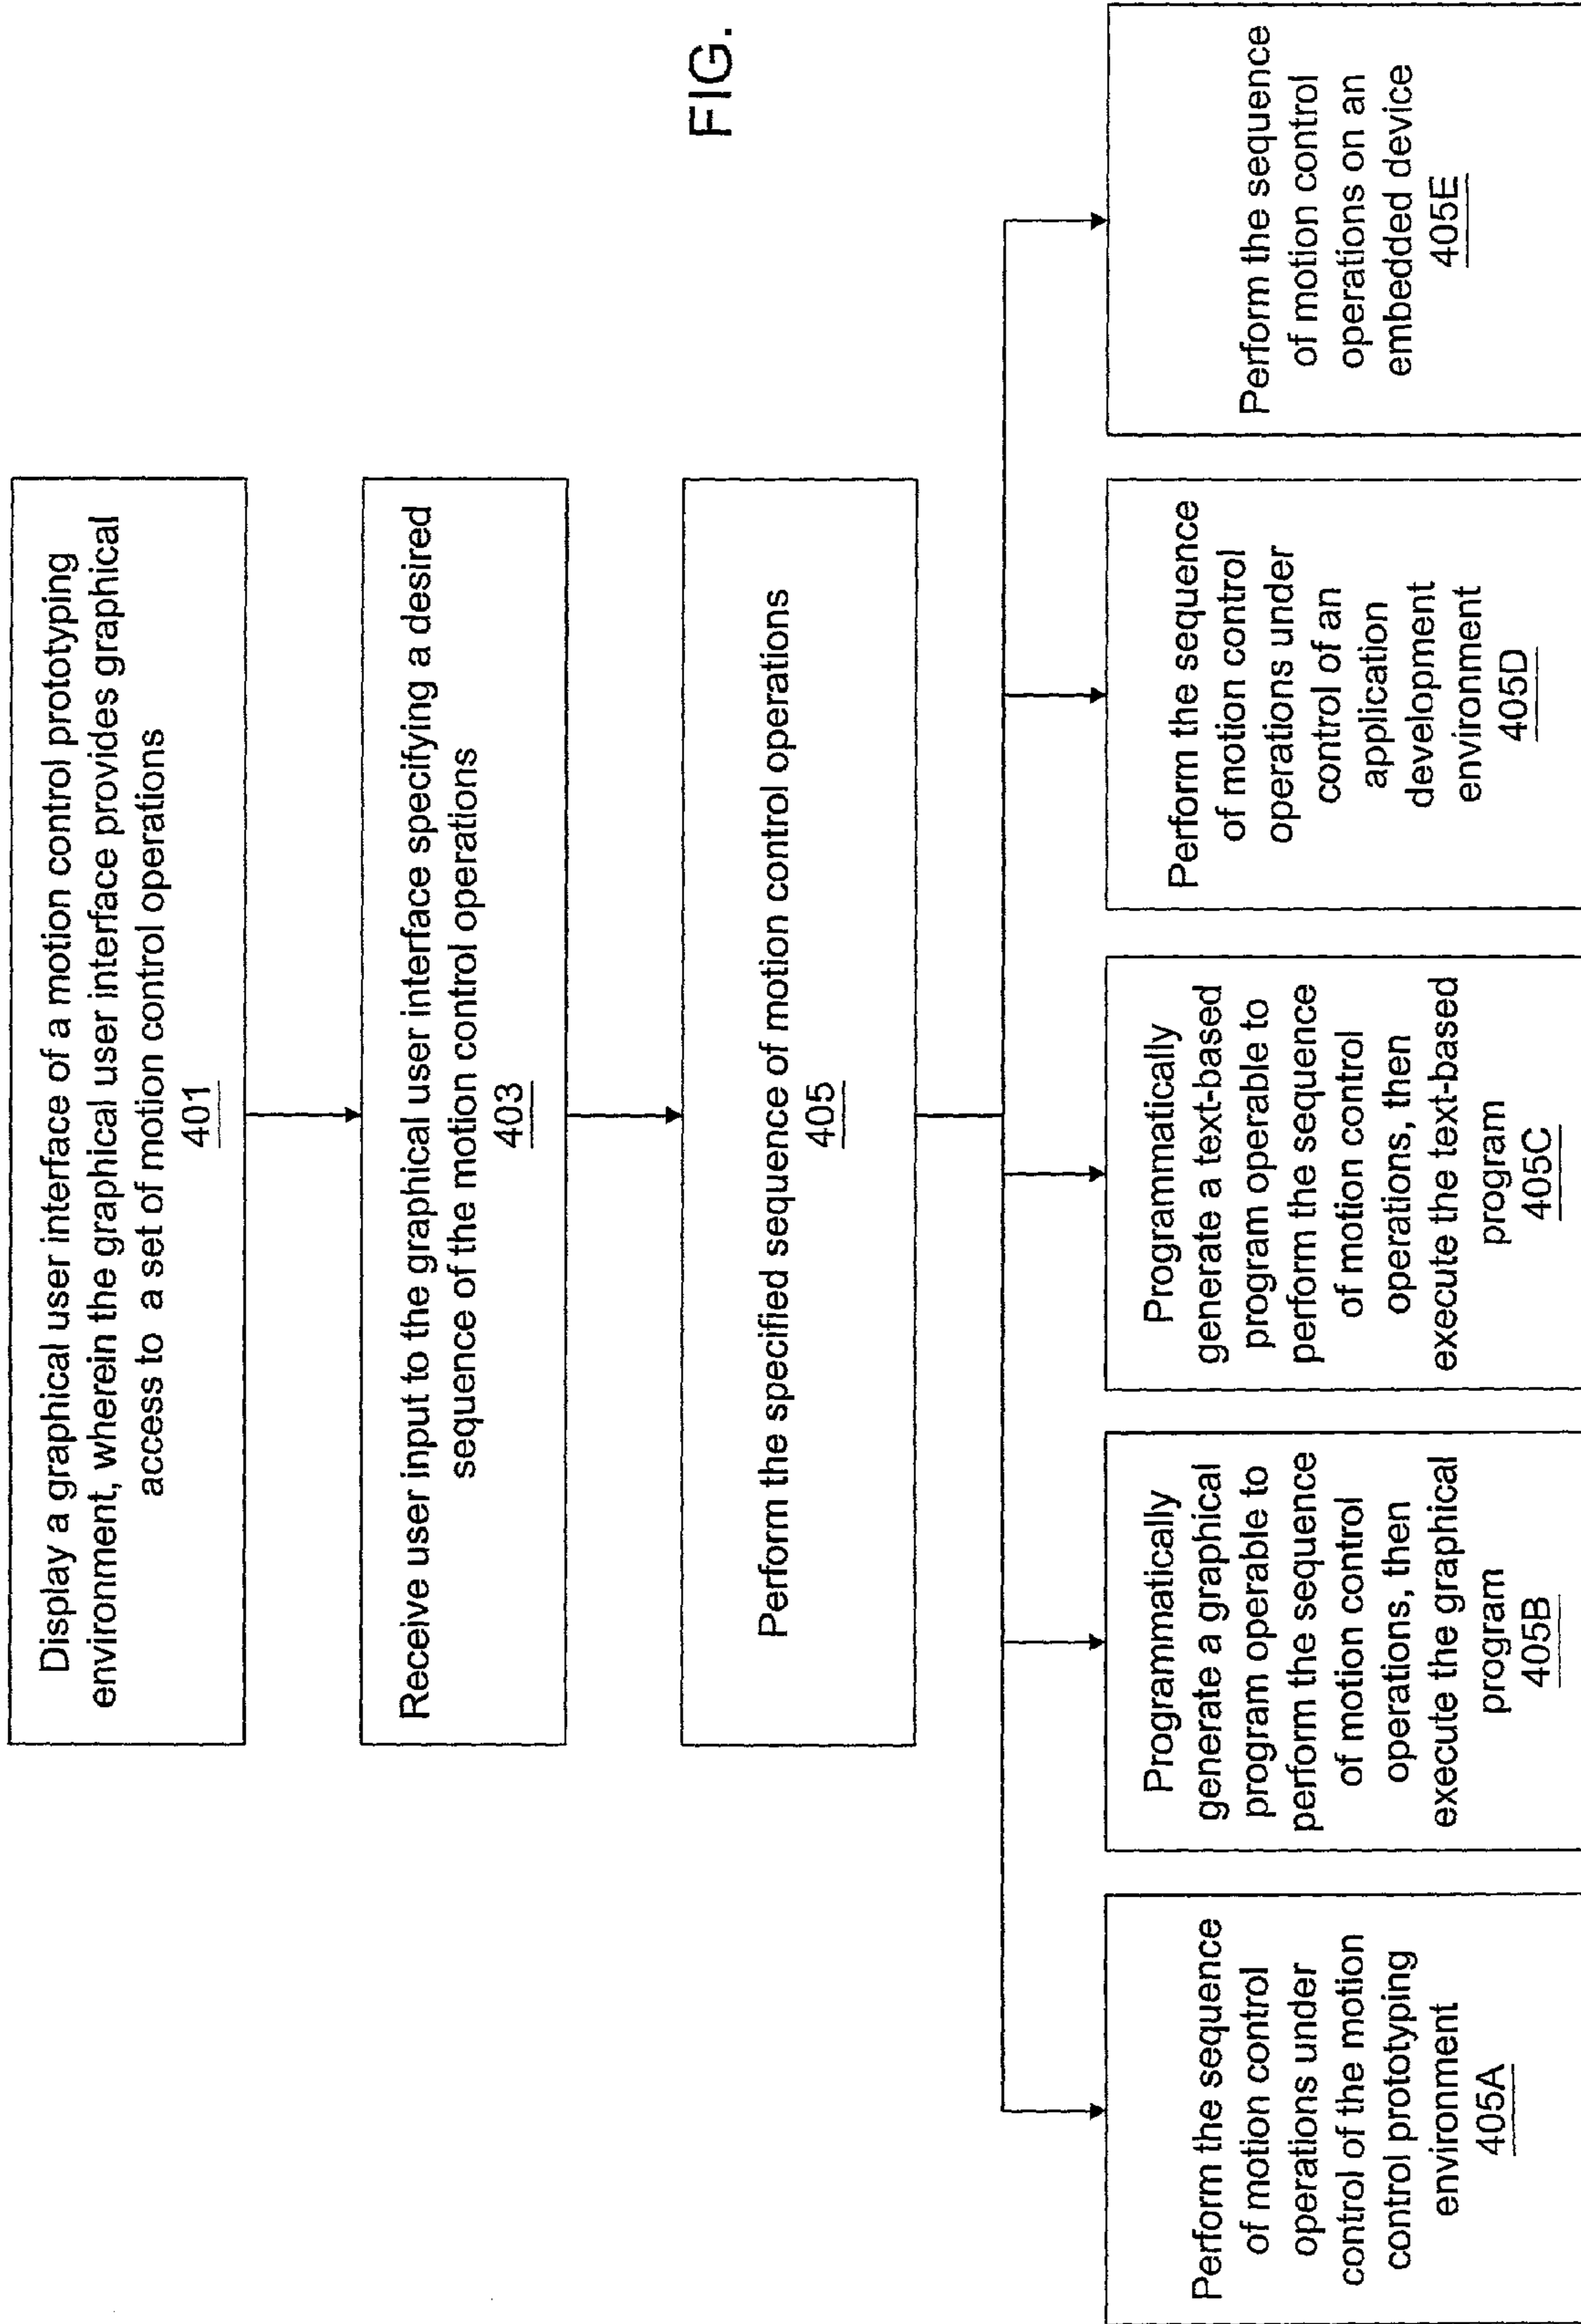 Display a graphical user interface of a motion control prototyping
environment, wherein the graphical user interface provides graphical
access to a set of motion control operations
401
Receive user input to the graphical user interface specifying a desired
sequence of the motion control operations
403
Perform the specified sequence of motion control operations
405
FIG.
Perform the sequence
of motion control
operations under
control of the motion
control prototyping
environment
405A
Programmatically
generate a graphical
program operable to
perform the sequence
of motion control
operations, then
execute the graphical
program
405B
Programmatically
generate a text-based
program operable to
perform the sequence
of motion control
operations, then
execute the text-based
program
405C
Perform the sequence
of motion control
operations under
control of an
application
development
environment
405D
Perform the sequence
of motion control
operations on an
embedded device
405E